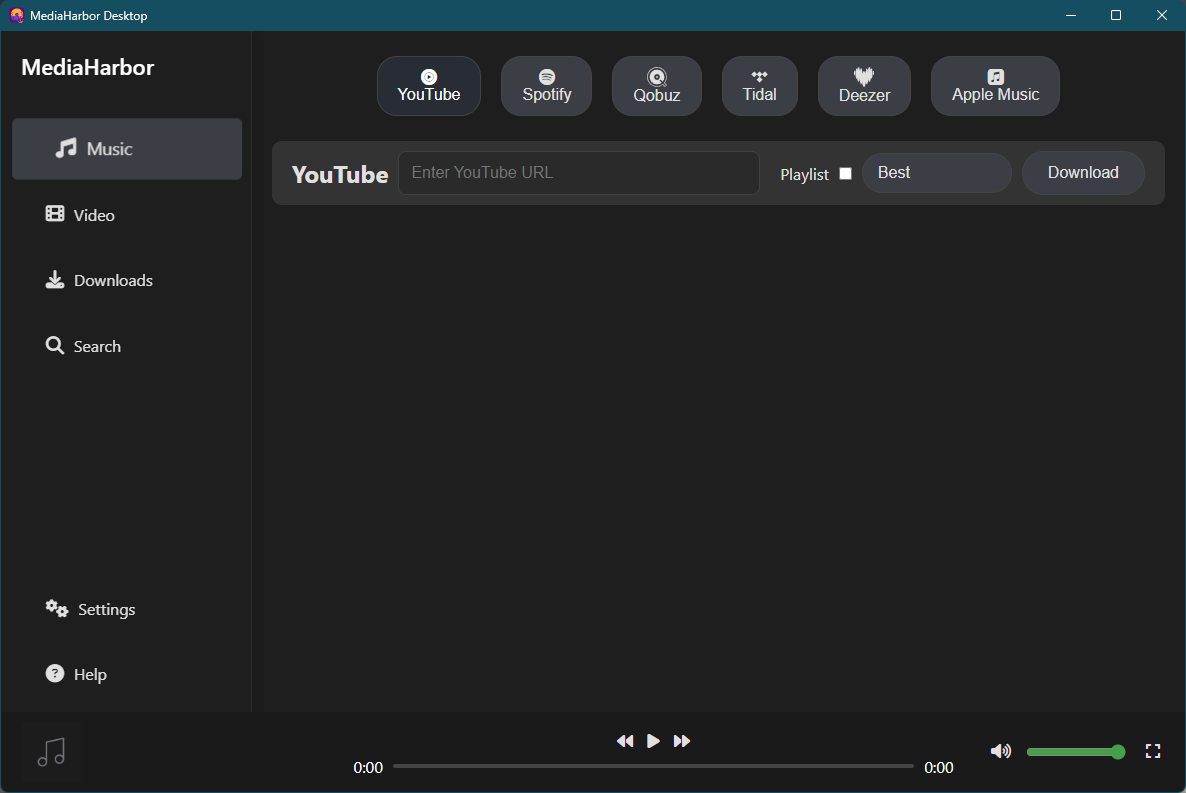 MediaHarbor Desktop
MediaHarbor
YouTube
Spotify
Qobuz
Tidal
Deezer
Apple Music
Music
Video
Downloads
Search
Settings
Help
YouTube
Enter YouTube URL
Playlist
Best
Download
0:00
0:00